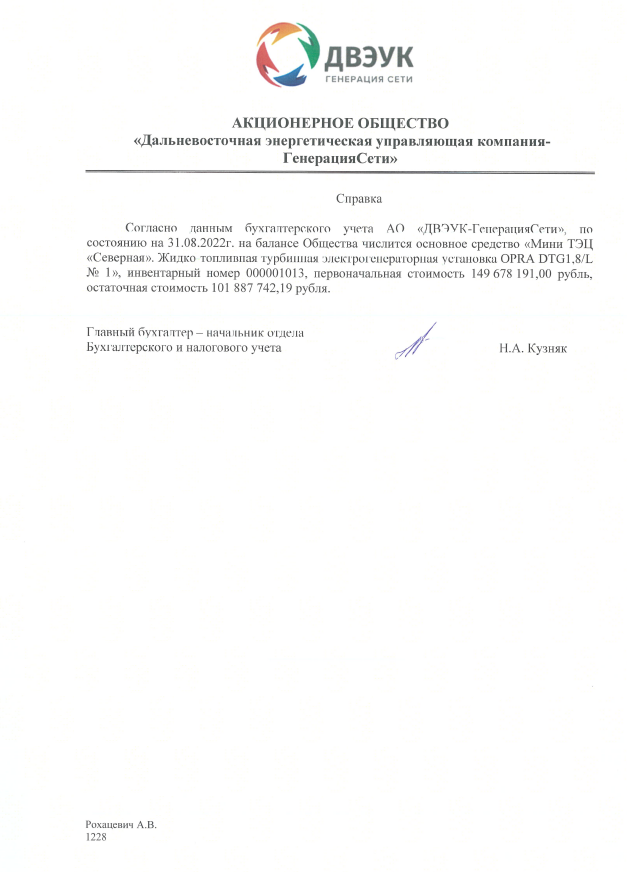 ДВЭУК
ГЕНЕРАЦИЯ СЕТИ
АКЦИОНЕРНОЕ ОБЩЕСТВО
«Дальневосточная энергетическая управляющая компания-
ГенерацияСети»
Справка
Согласно данным бухгалтерского учета АО «ДВЭУК-ГенерацияСети», по
состоянию на 31.08.2022г. на балансе Общества числится основное средство «Мини ТЭЦ
«Северная». Жидко топливная турбинная электрогенераторная установка OPRA DTG1,8/L
№ 1», инвентарный номер 000001013, первоначальная стоимость 149 678 191,00 рубль,
остаточная стоимость 101 887 742,19 рубля.
Главный бухгалтер – начальник отдела
Бухгалтерского и налогового учета
Н.А. Кузняк
Рохацевич А.В.
1228